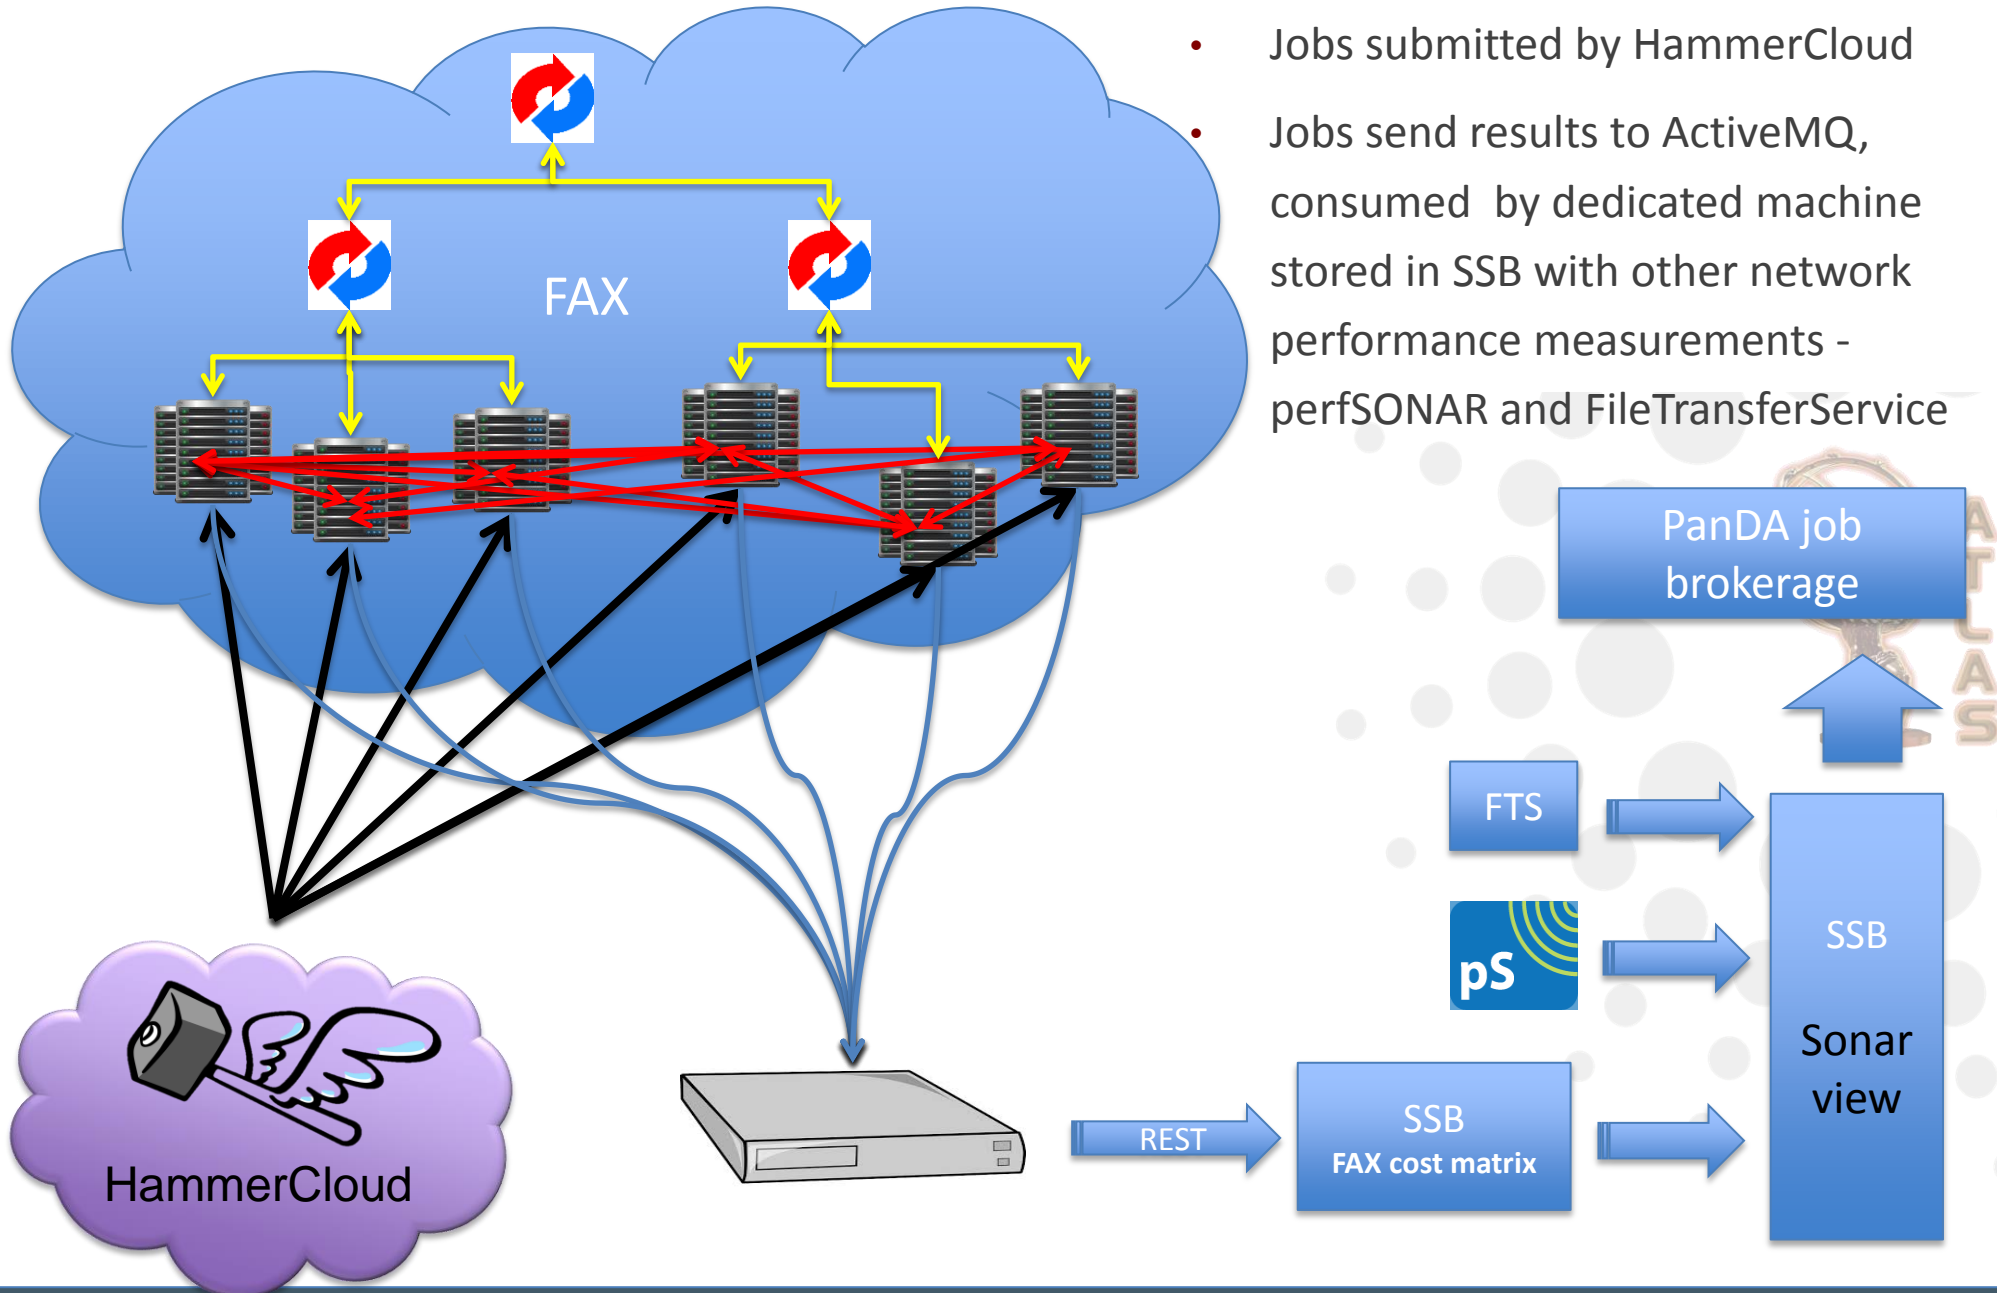 • Jobs submitted by HammerCloud
• Jobs send results to ActiveMQ,
consumed  by dedicated machine
stored in SSB with other network
performance measurements -
perfSONAR and FileTransferService
FAX
PanDA job
brokerage
ATLAS
FTS
pS
SSB
Sonar
view
REST
SSB
FAX cost matrix
HammerCloud